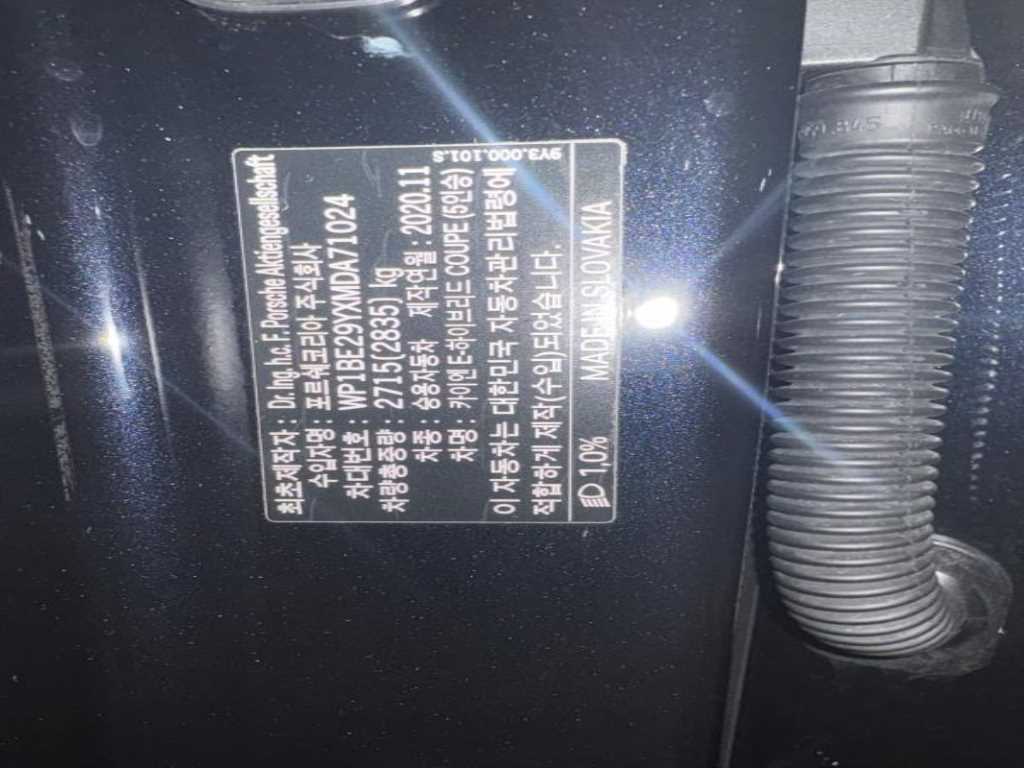 9Y3.000.101.S
최초제작자 : Dr. Ing. h.c. F. Porsche Aktiengesellschaft
수입자명 : 포르쉐코리아 주식회사
차대번호 : WP1BE29YXMDA71024
차량총중량 : 2715(2835) kg
차종 : 승용자동차 제작연월 : 2020.11
차명 : 카이엔 E-하이브리드 COUPE (5인승)
이 자동차는 대한민국 자동차관리법령에
적합하게 제작(수입)되었습니다.
1,0% MADE IN SLOVAKIA